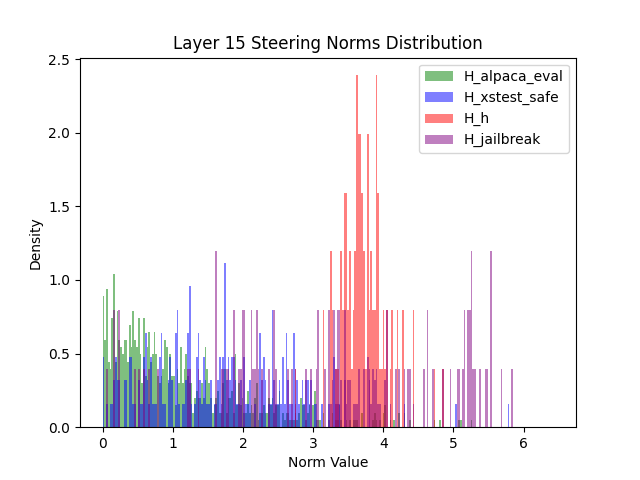 Layer 15 Steering Norms Distribution
H_alpaca_eval
H_xstest_safe
H_h
H_jailbreak
2.5
2.0
1.5
1.0
0.5
0.0
Density
0 1 2 3 4 5 6
Norm Value